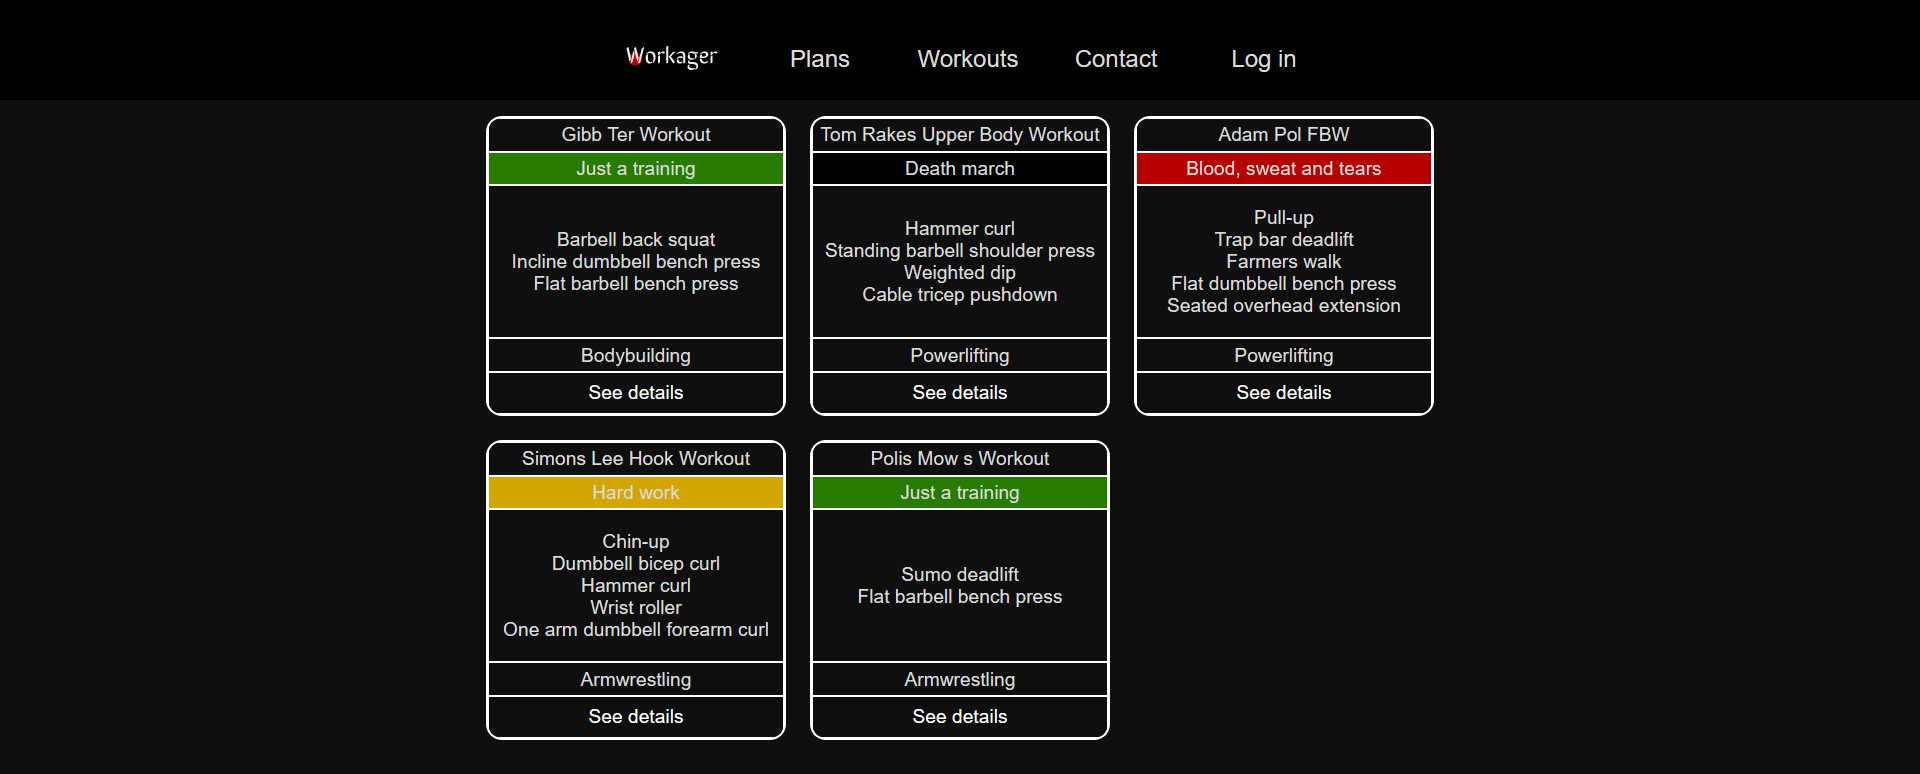 Workager
Plans
Workouts
Contact
Log in
Gibb Ter Workout
Just a training
Barbell back squat
Incline dumbbell bench press
Flat barbell bench press
Bodybuilding
See details
Tom Rakes Upper Body Workout
Death march
Hammer curl
Standing barbell shoulder press
Weighted dip
Cable tricep pushdown
Powerlifting
See details
Adam Pol FBW
Blood, sweat and tears
Pull-up
Trap bar deadlift
Farmers walk
Flat dumbbell bench press
Seated overhead extension
Powerlifting
See details
Simons Lee Hook Workout
Hard work
Chin-up
Dumbbell bicep curl
Hammer curl
Wrist roller
One arm dumbbell forearm curl
Armwrestling
See details
Polis Mow s Workout
Just a training
Sumo deadlift
Flat barbell bench press
Armwrestling
See details